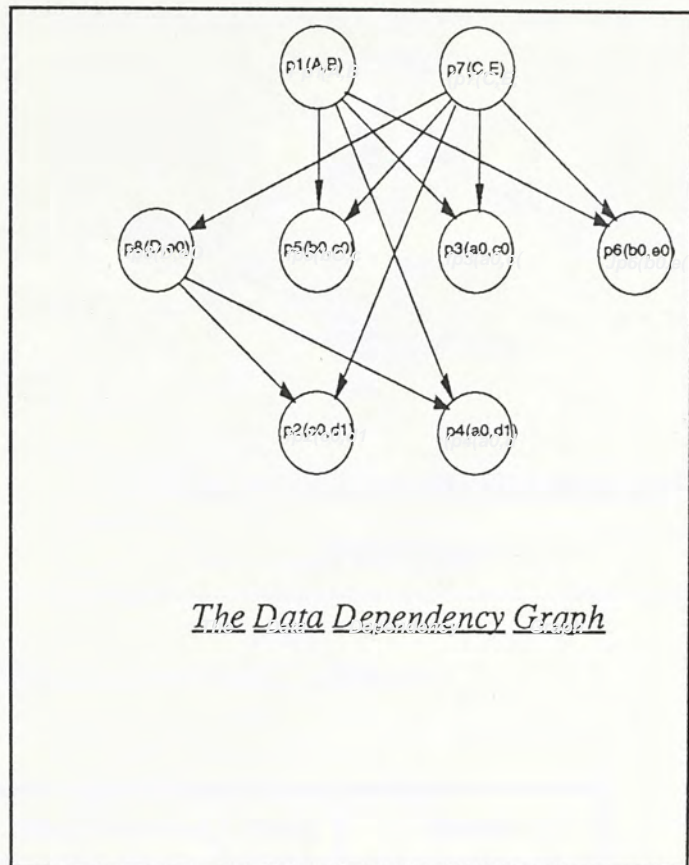 p1(A,B) p7(C,E)
p8(D,e0) p5(b0,c0) p3(a0,c0) p6(b0,e0)
p2(c0,d1) p4(a0,d1)
The Data Dependency Graph